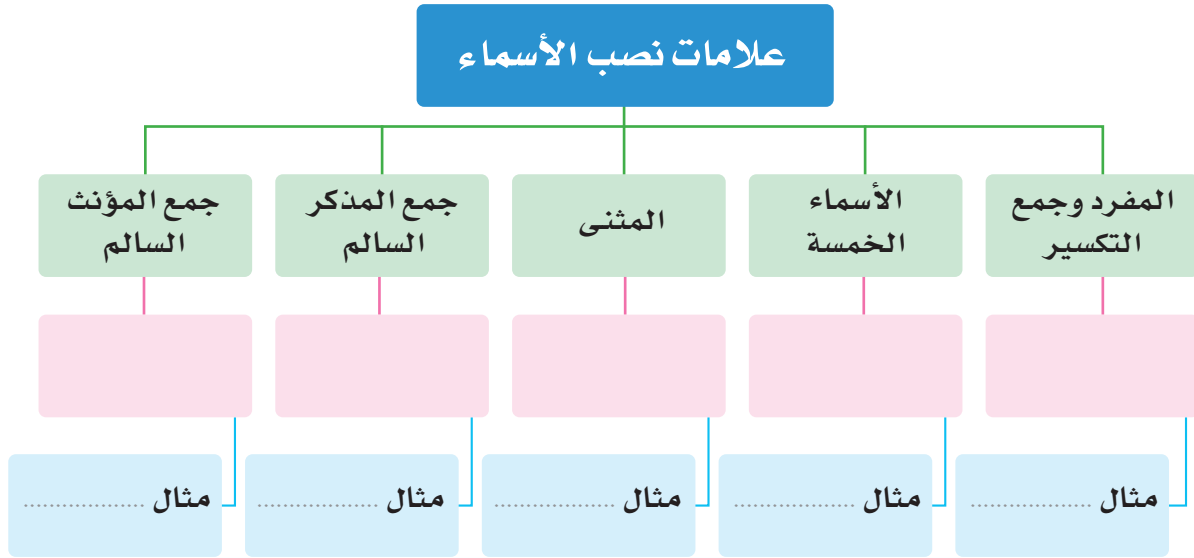 علامات نصب الأسماء
المفرد وجمع
التكسير
الأسماء
الخمسة
المثنى
جمع المذكر
السالم
جمع المؤنث
السالم
مثال ...................
مثال ...................
مثال ...................
مثال ...................
مثال ...................